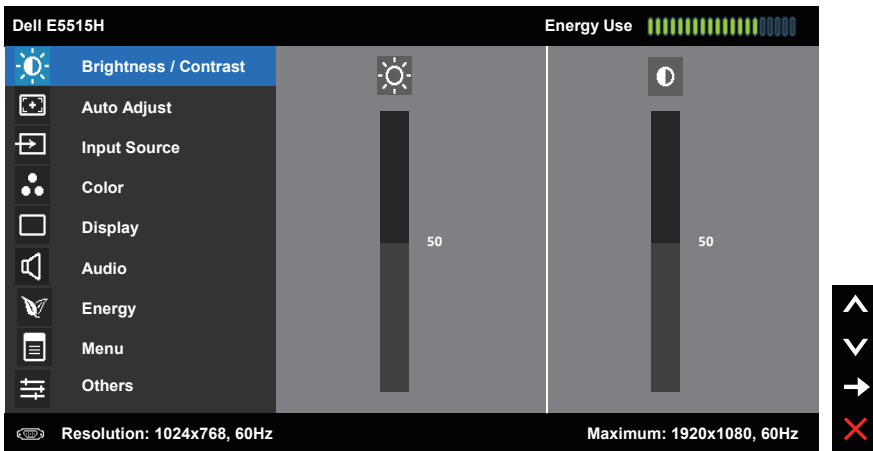 Dell E5515H Energy Use
Brightness / Contrast
Auto Adjust
Input Source
Color
Display
50 50
Audio
Energy
Menu
Others
Resolution: 1024x768, 60Hz Maximum: 1920x1080, 60Hz